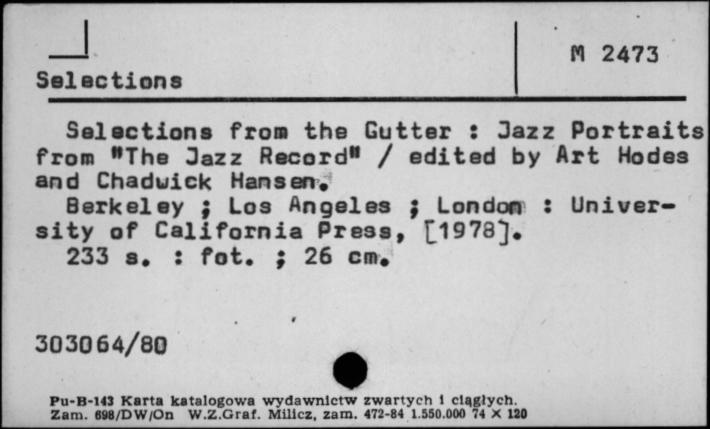 M 2473
Selections
Selections from the Gutter : Jazz Portraits
from "The Jazz Record" / edited by Art Hodes
and Chadwick Hansen.
Berkeley ; Los Angeles ; London : Univer-
sity of California Press, [1978].
233 s. : fot. ; 26 cm.
303064/80
Pu-B-143 Karta katalogowa wydawnictw zwartych i ciągłych.
Zam. 698/DW/On W.Z.Graf. Milicz, zam. 472-84 1.550.000 74 X 120